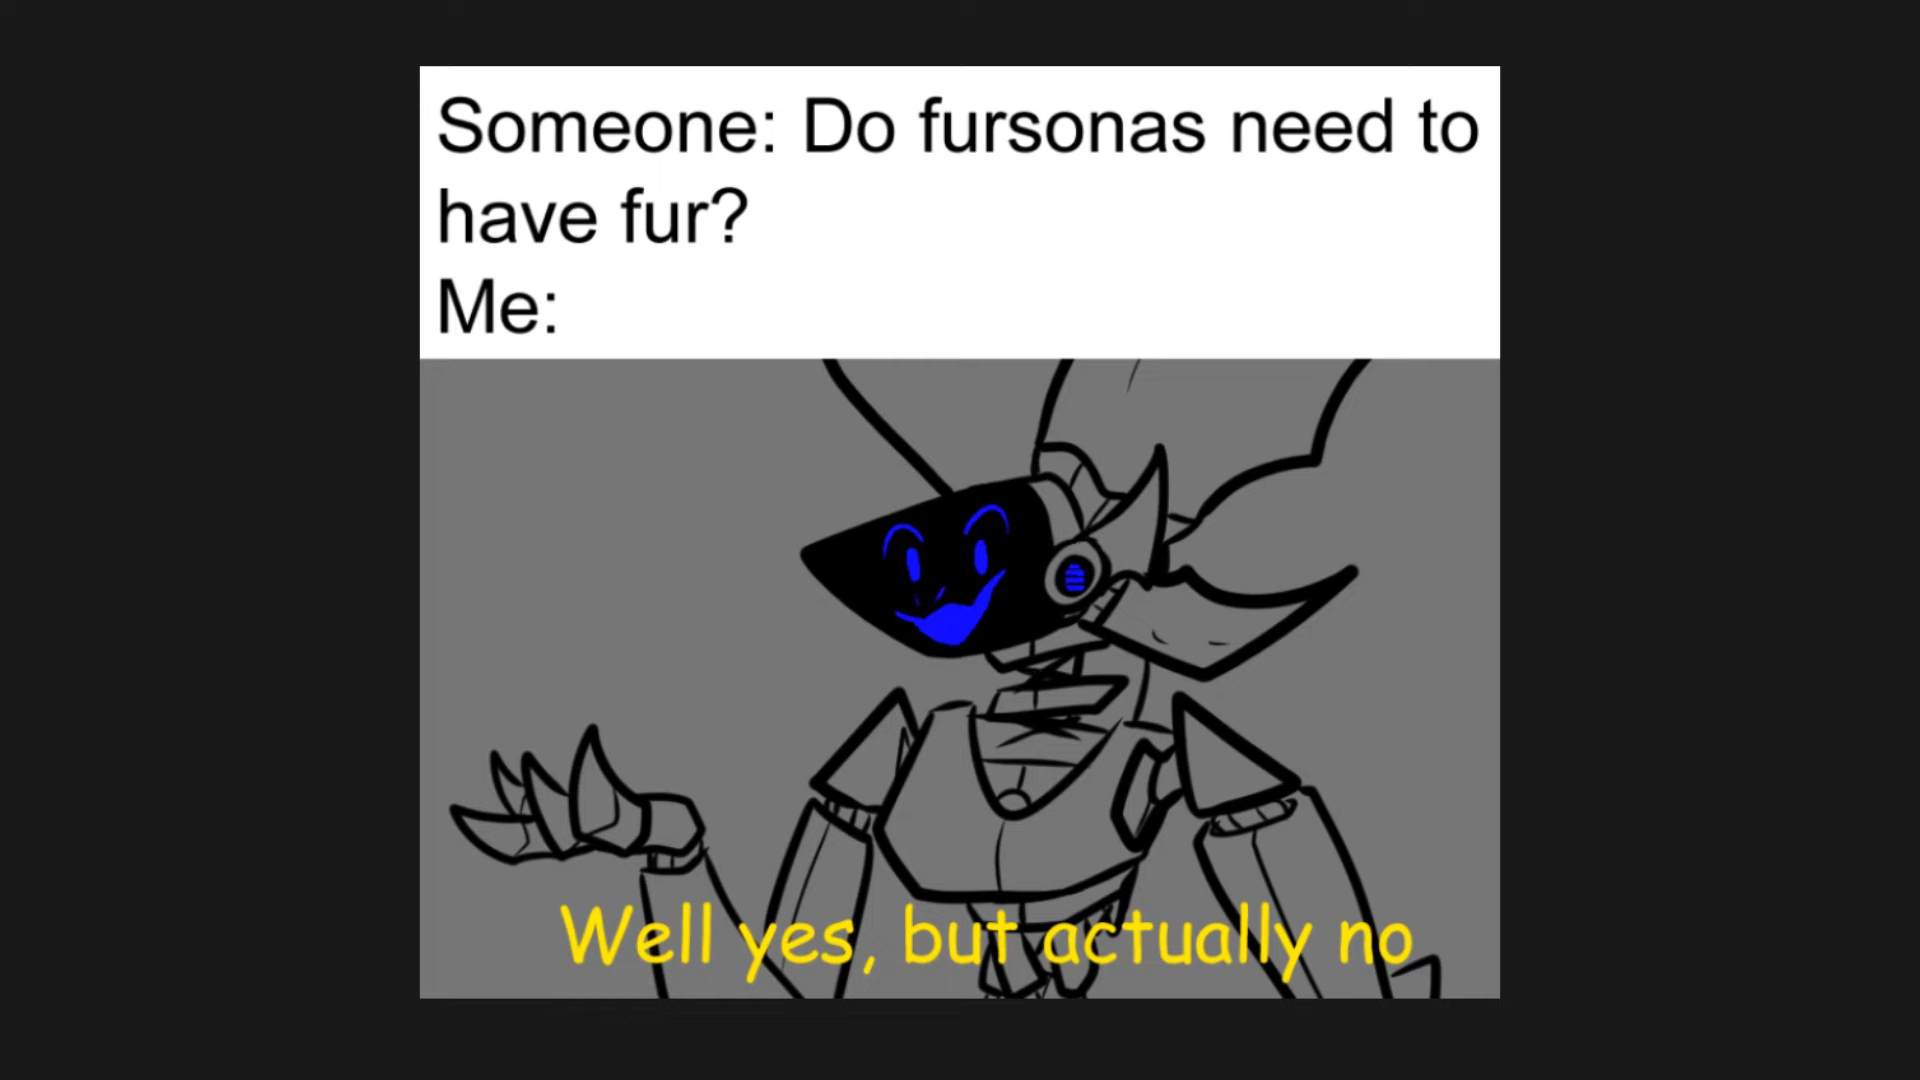 Someone: Do fursonas need to
have fur?
Me:
Well yes, but actually no